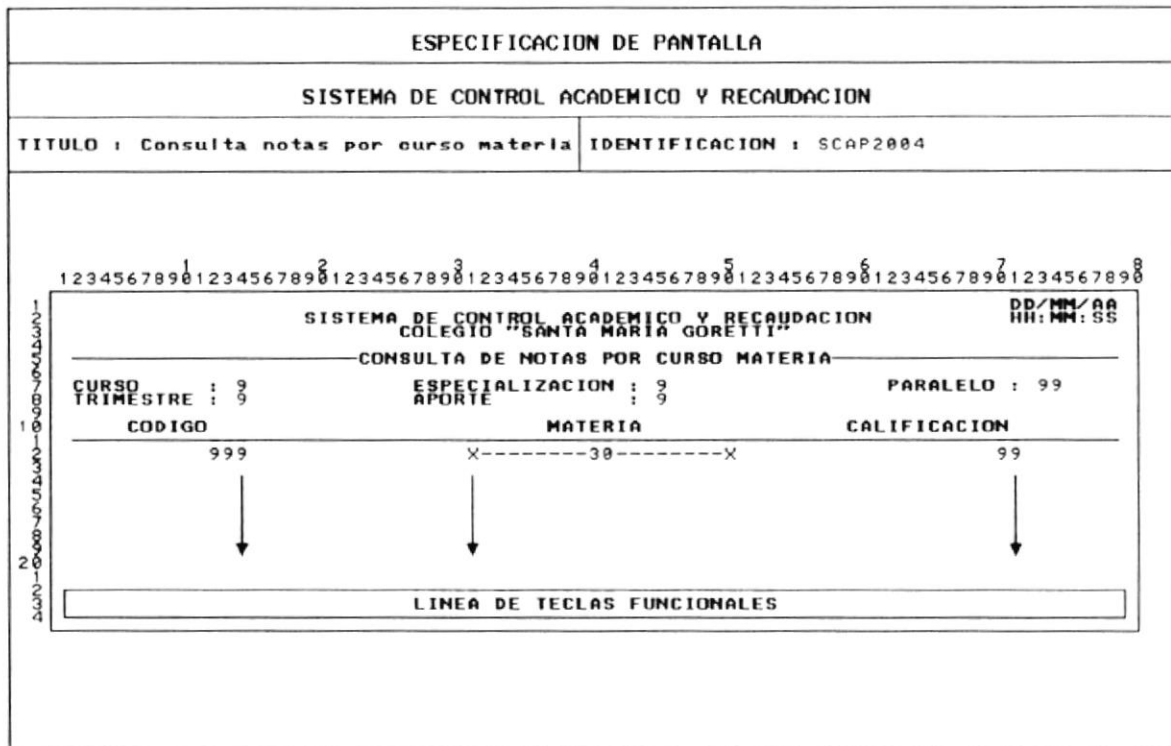 ESPECIFICACION DE PANTALLA
SISTEMA DE CONTROL ACADEMICO Y RECAUDACION
TITULO : Consulta notas por curso materia IDENTIFICACION : SCAP2004
1 2 3 4 5 6 7 8
12345678901234567890123456789012345678901234567890123456789012345678901234567890
1 DD/MM/AA
2 SISTEMA DE CONTROL ACADEMICO Y RECAUDACION HH:MM:SS
3 COLEGIO "SANTA MARIA GORETTI"
4
5 CONSULTA DE NOTAS POR CURSO MATERIA
6
7 CURSO : 9 ESPECIALIZACION : 9 PARALELO : 99
8 TRIMESTRE : 9 APORTE : 9
9
10 CODIGO MATERIA CALIFICACION
1
2 999 X--------30---------X 99
3
4
5
6
7
8
9
20
1
2
3 LINEA DE TECLAS FUNCIONALES
4